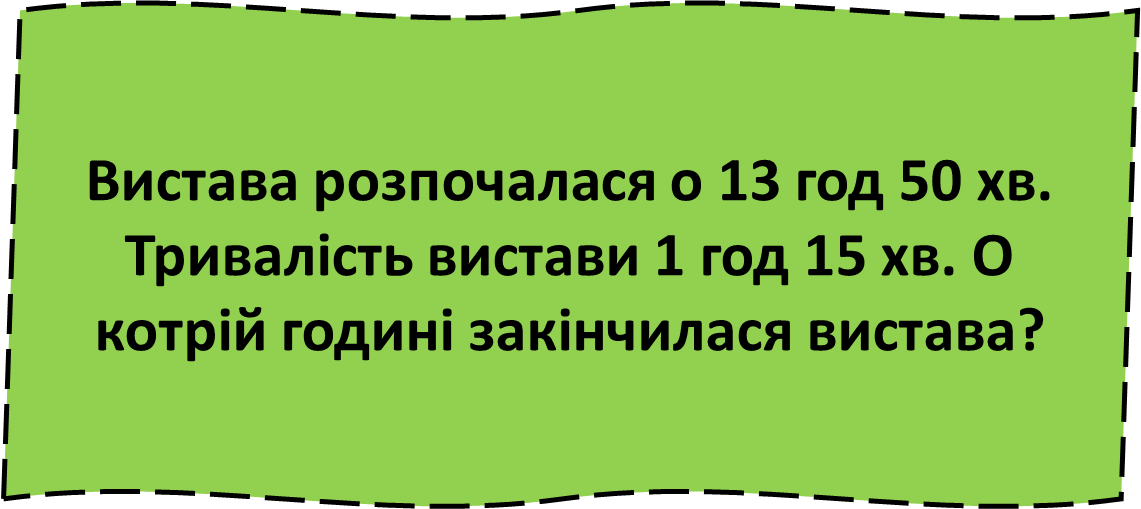 Вистава розпочалася о 13 год 50 хв.
Тривалість вистави 1 год 15 хв. О
котрій годині закінчилася вистава?